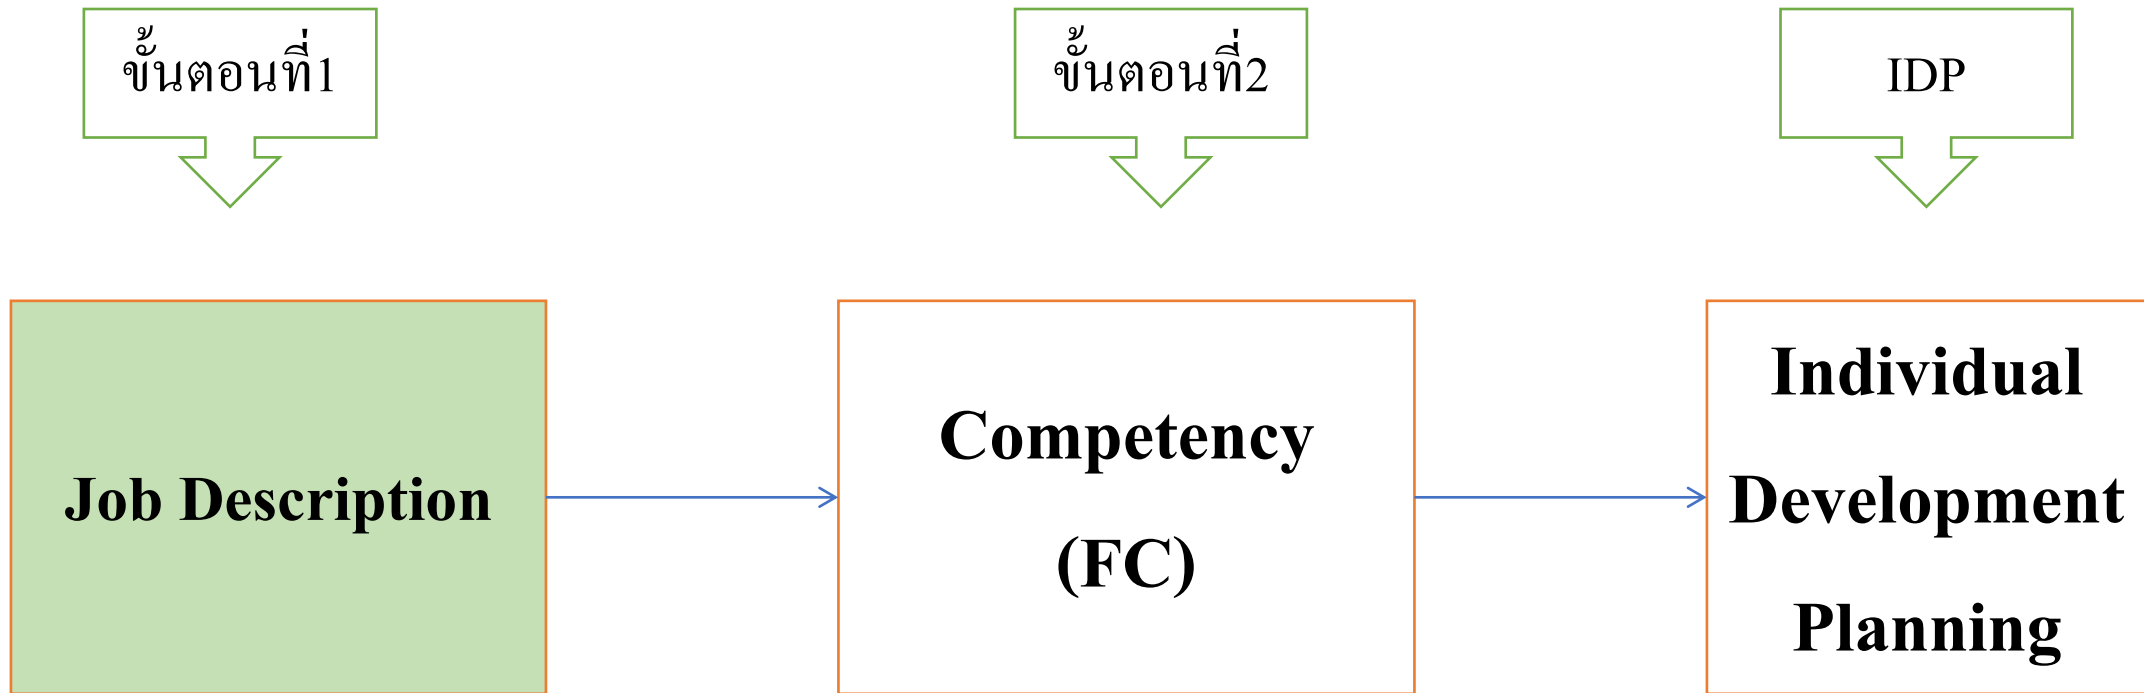 ขั้นตอนที่1
ขั้นตอนที่2
IDP
Job Description
Competency
(FC)
Individual
Development
Planning